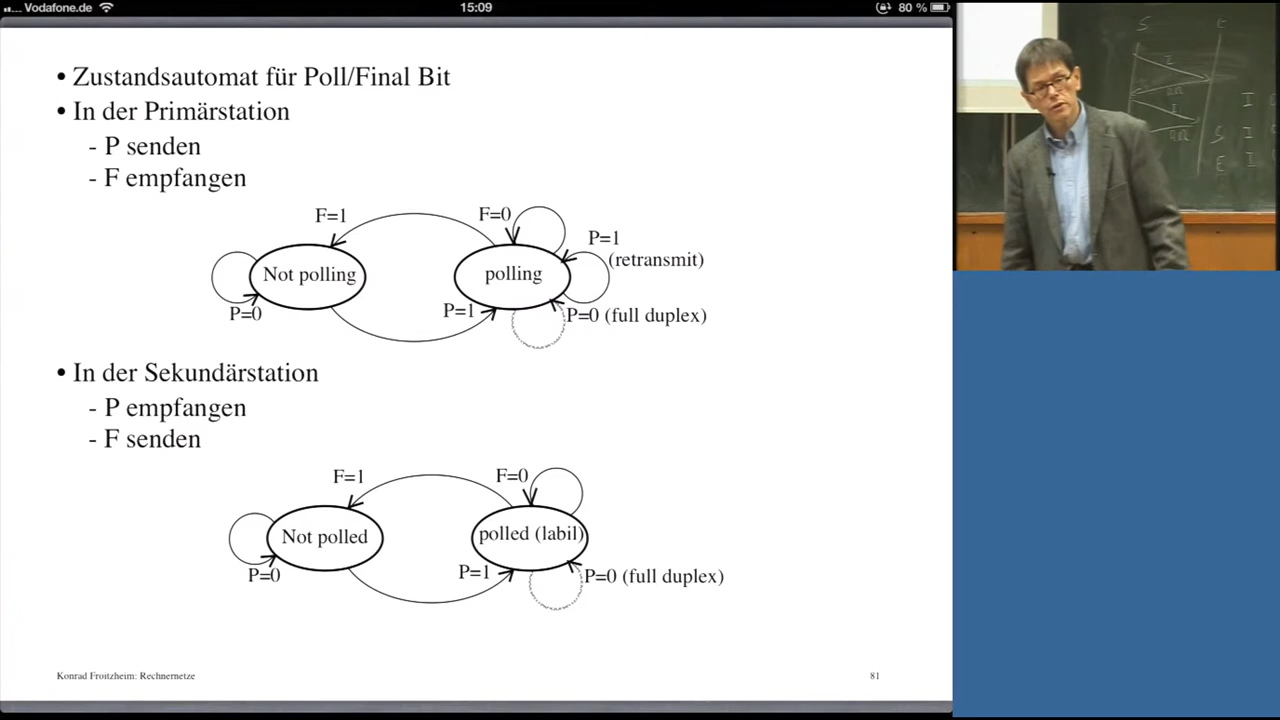 Vodafone.de
15:09
80 %
• Zustandsautomat für Poll/Final Bit
• In der Primärstation
- P senden
- F empfangen
F=1
F=0
P=1
(retransmit)
Not polling
polling
P=0
P=1
P=0 (full duplex)
• In der Sekundärstation
- P empfangen
- F senden
F=1
F=0
Not polled
polled (labil)
P=0
P=1
P=0 (full duplex)
Konrad Froitzheim: Rechnernetze
81
S
E
I
I
S
I
E
I